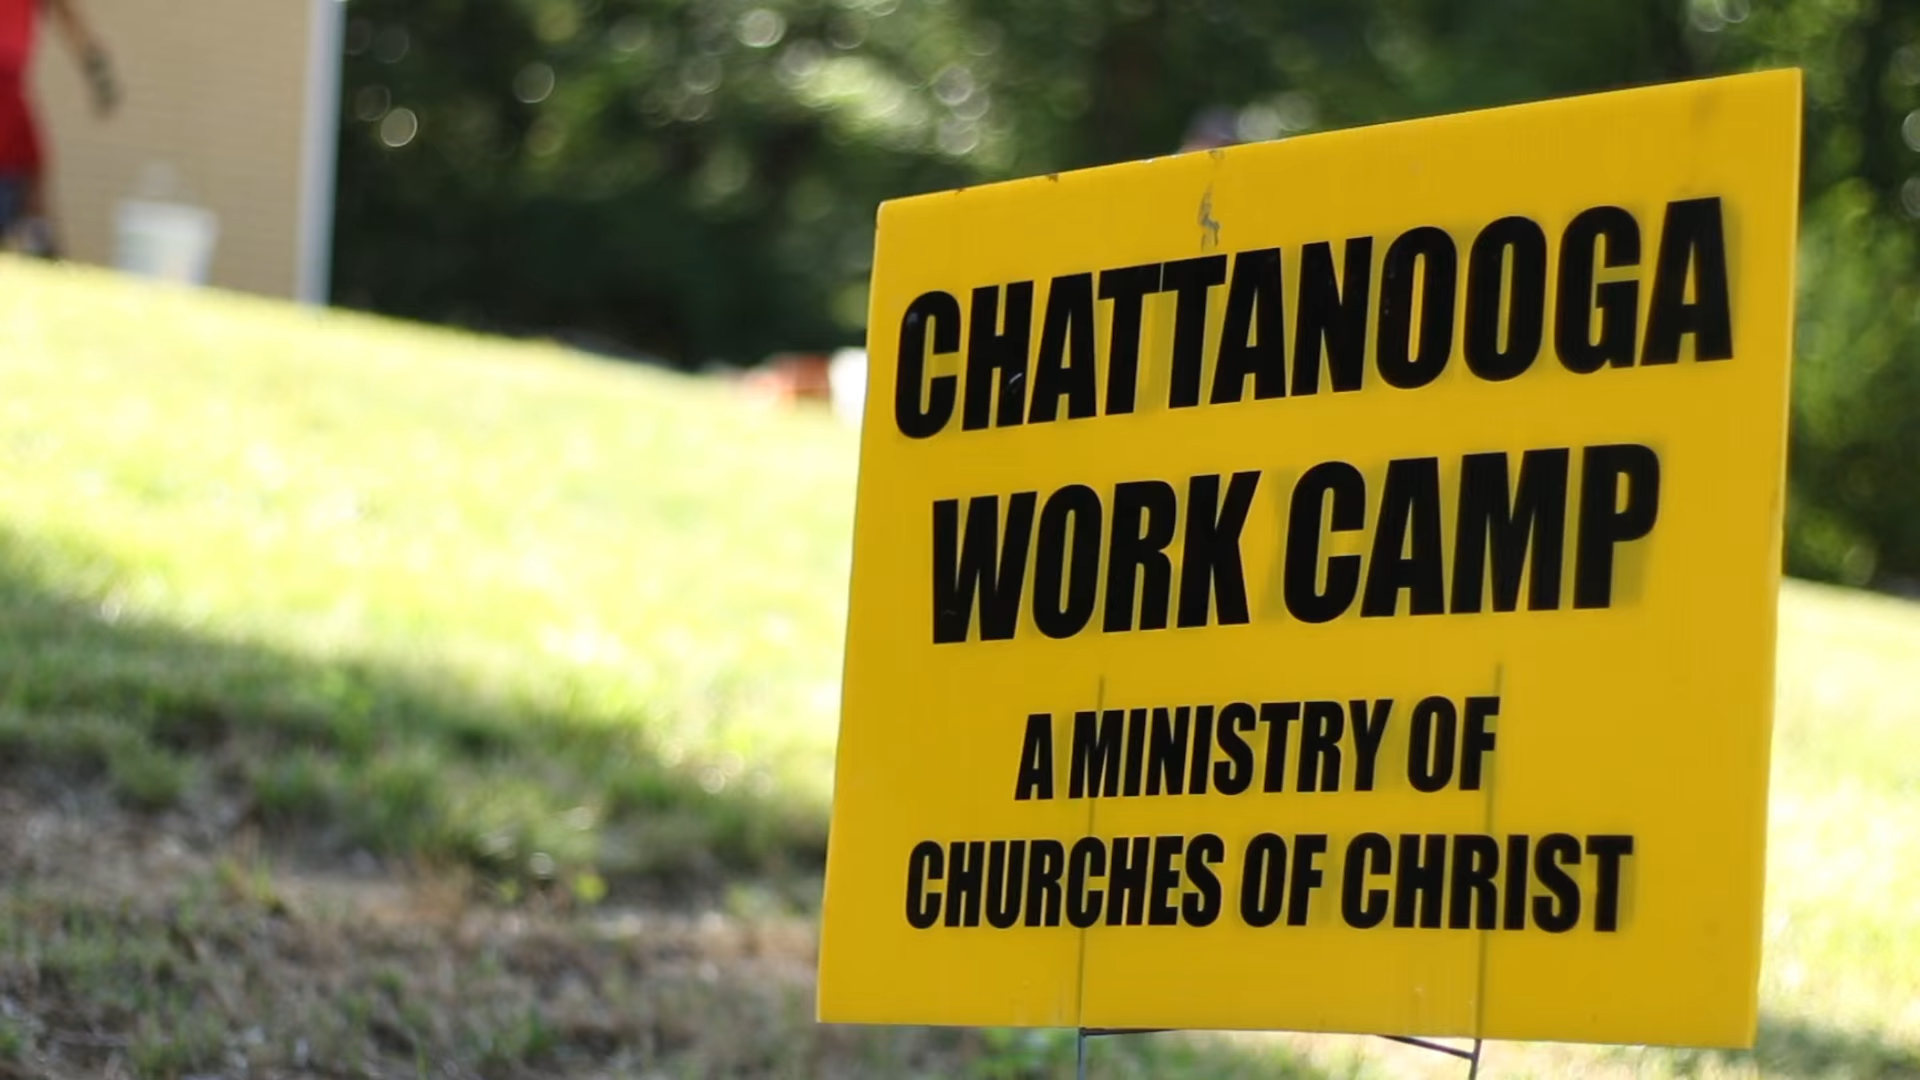 CHATTANOOGA
WORK CAMP
A MINISTRY OF
CHURCHES OF CHRIST